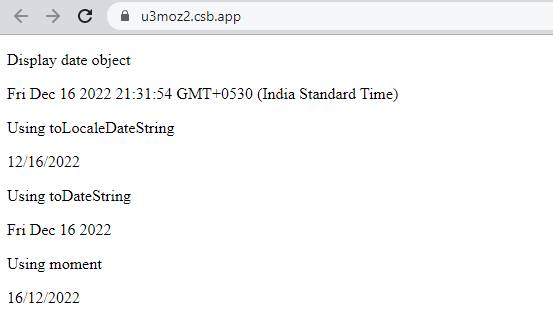 u3moz2.csb.app
Display date object
Fri Dec 16 2022 21:31:54 GMT+0530 (India Standard Time)
Using toLocaleDateString
12/16/2022
Using toDateString
Fri Dec 16 2022
Using moment
16/12/2022